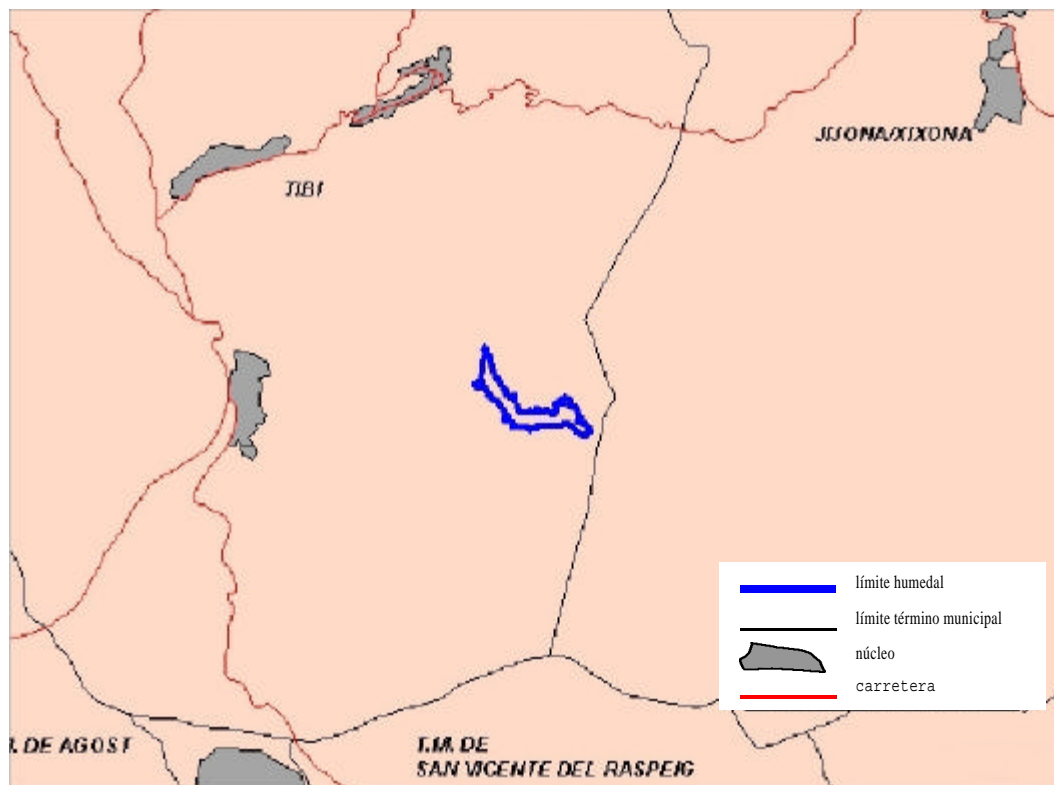 JIJONA/XIXONA
TIBI
límite humedal
límite término municipal
núcleo
carretera
. DE AGOST
T.M. DE
SAN VICENTE DEL RASPEIG